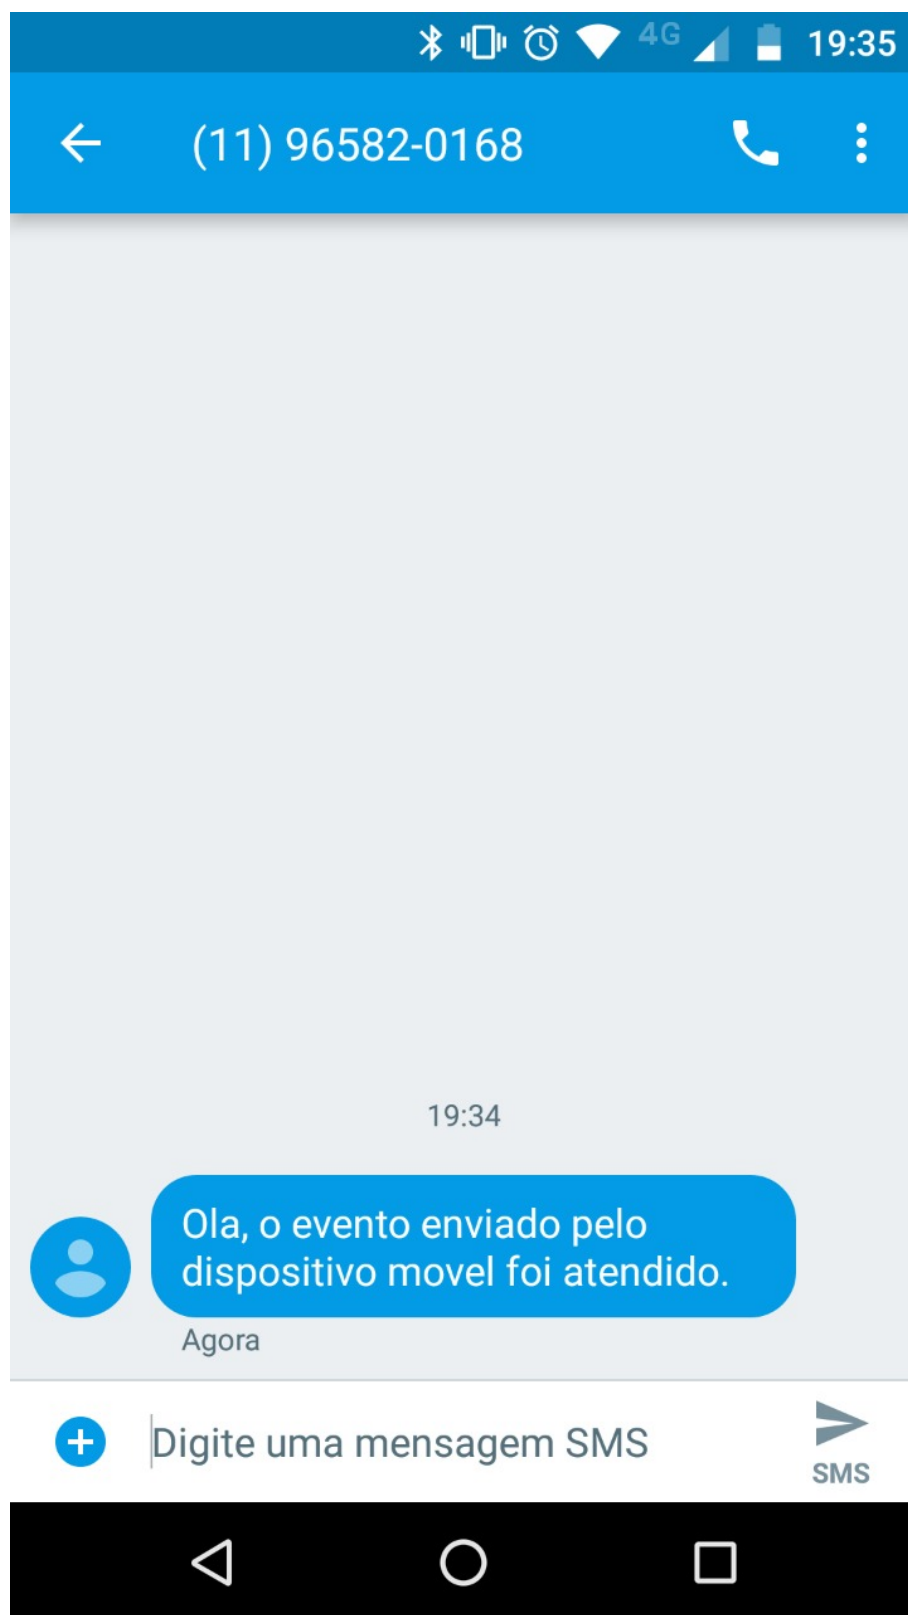 4G 19:35
(11) 96582-0168
19:34
Ola, o evento enviado pelo
dispositivo movel foi atendido.
Agora
Digite uma mensagem SMS
SMS